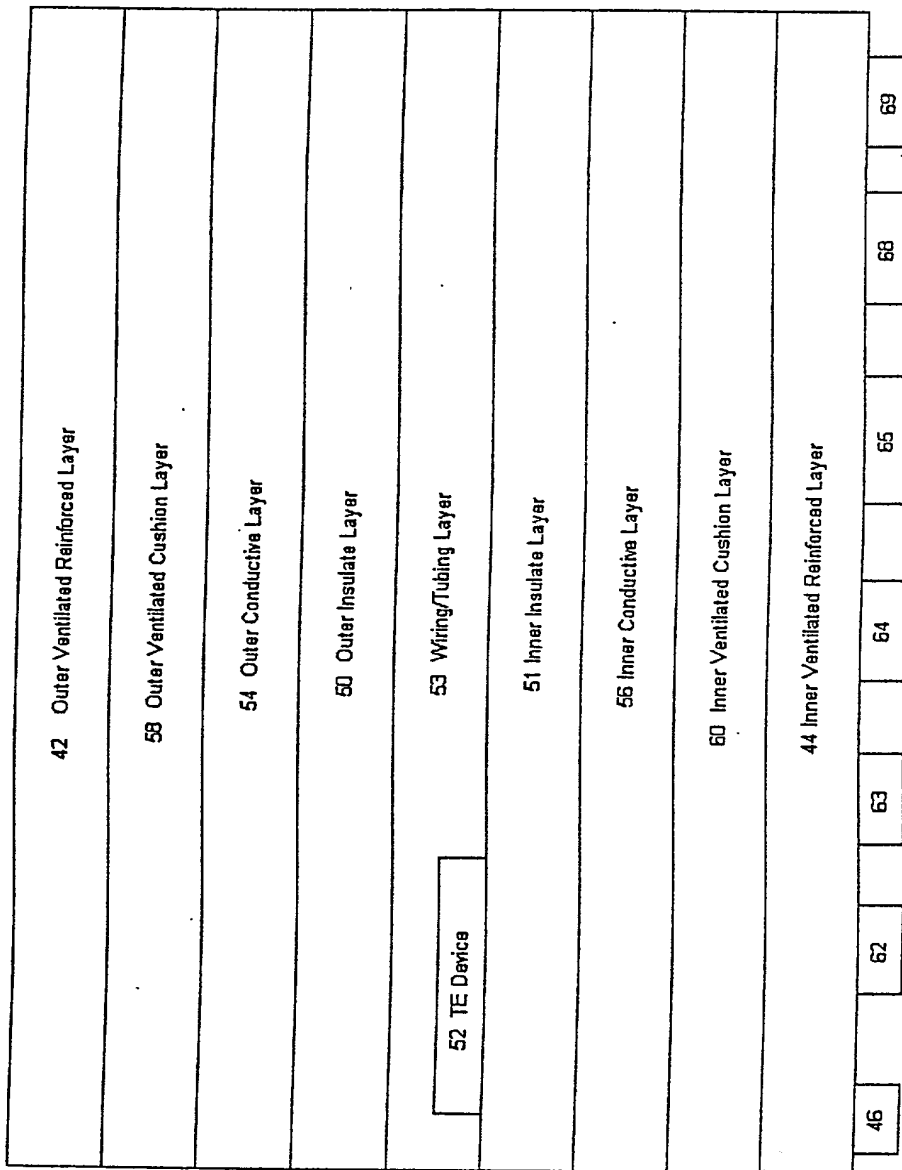 42 Outer Ventilated Reinforced Layer
58 Outer Ventilated Cushion Layer
54 Outer Conductive Layer
50 Outer Insulate Layer
53 Wiring/Tubing Layer
52 TE Device
51 Inner Insulate Layer
56 Inner Conductive Layer
60 Inner Ventilated Cushion Layer
44 Inner Ventilated Reinforced Layer
46 62 63 64 65 68 69